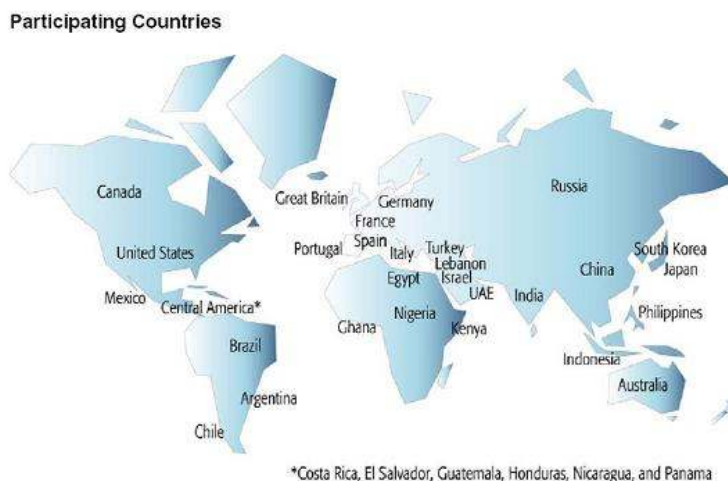 Participating Countries
Canada
Russia
Great Britain
Germany
France
United States
Portugal
Spain
Italy
Turkey
South Korea
Lebanon
China
Japan
Egypt
Israel
Mexico
UAE
India
Central America*
Nigeria
Philippines
Ghana
Kenya
Brazil
Indonesia
Australia
Argentina
Chile
*Costa Rica, El Salvador, Guatemala, Honduras, Nicaragua, and Panama